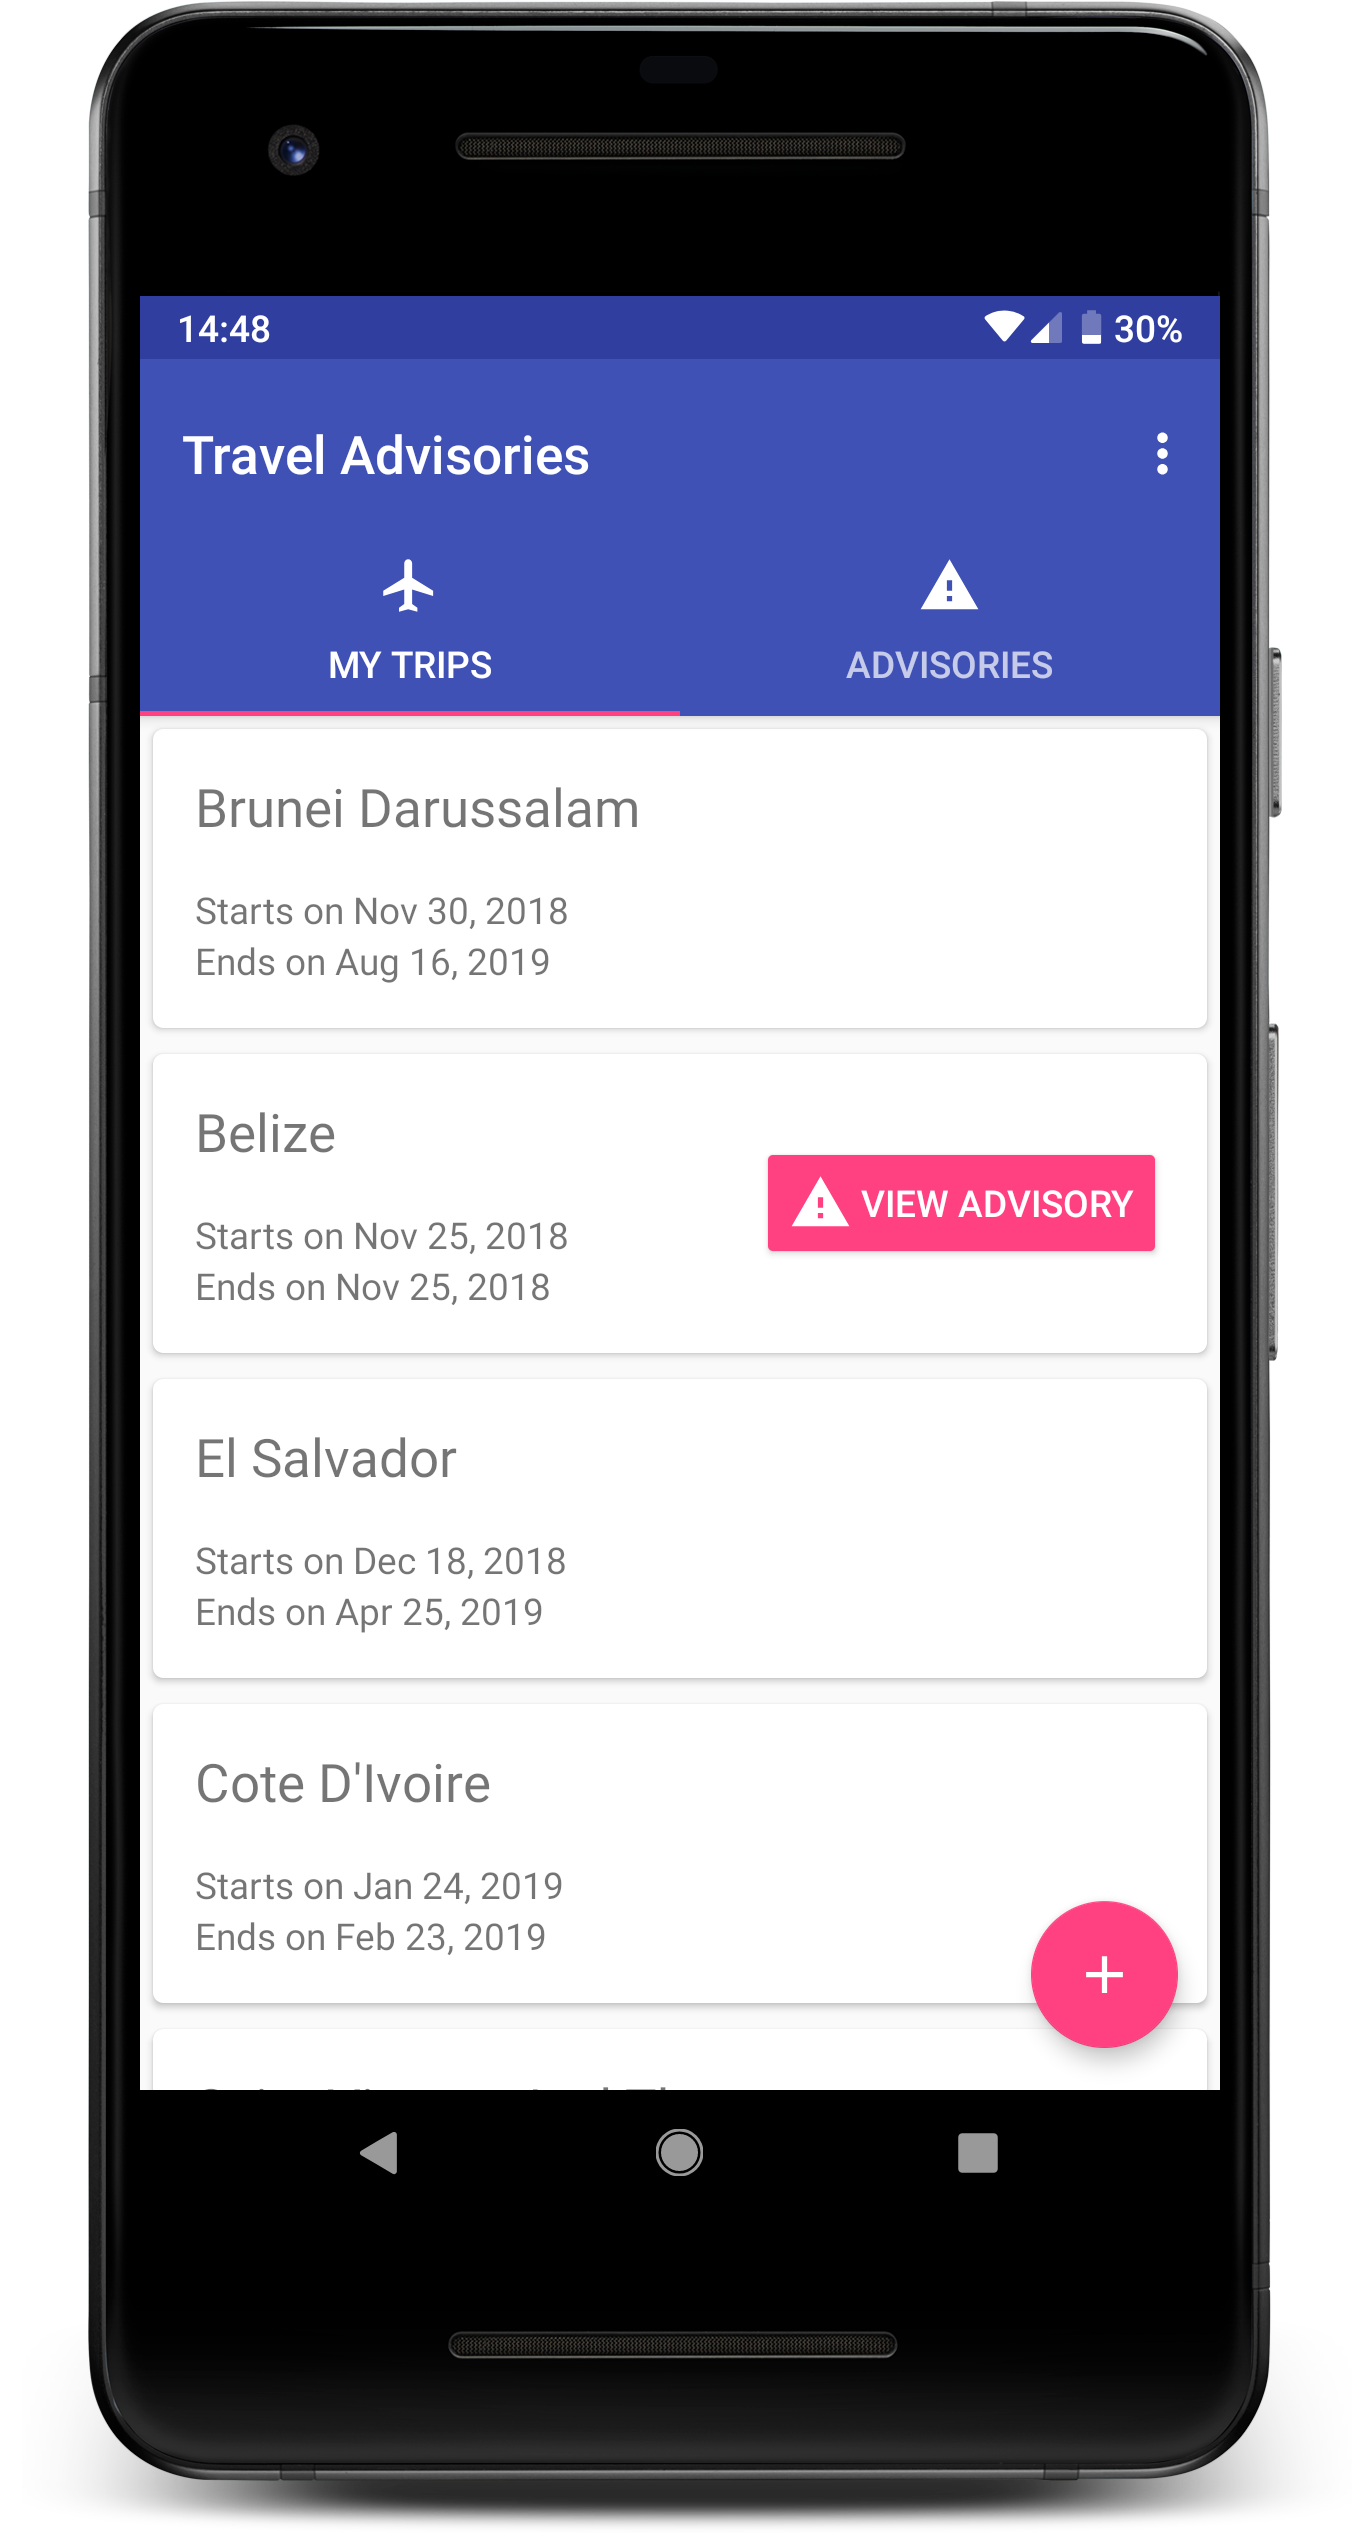 14:48
30%
Travel Advisories
MY TRIPS
ADVISORIES
Brunei Darussalam
Starts on Nov 30, 2018
Ends on Aug 16, 2019
Belize
VIEW ADVISORY
Starts on Nov 25, 2018
Ends on Nov 25, 2018
El Salvador
Starts on Dec 18, 2018
Ends on Apr 25, 2019
Cote D'Ivoire
Starts on Jan 24, 2019
Ends on Feb 23, 2019